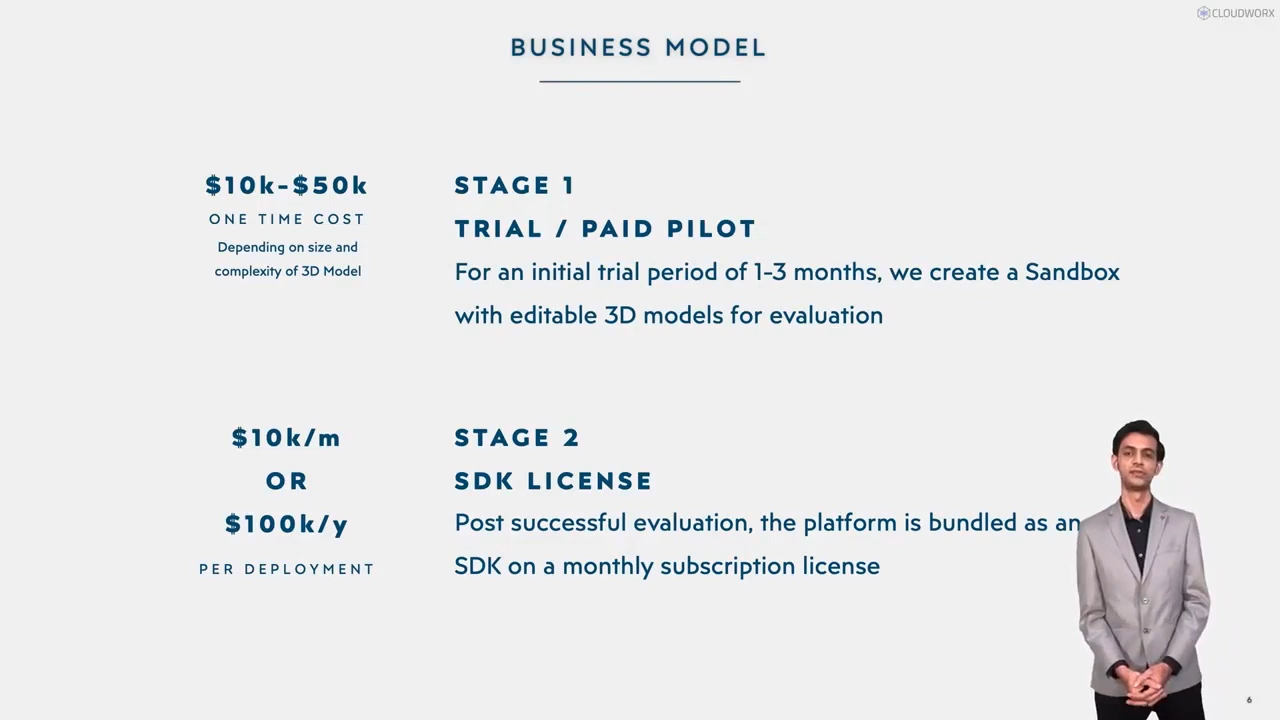 CLOUDWORX
BUSINESS MODEL
$10k-$50k
ONE TIME COST
Depending on size and
complexity of 3D Model
STAGE 1
TRIAL / PAID PILOT
For an initial trial period of 1-3 months, we create a Sandbox
with editable 3D models for evaluation
$10k/m
OR
$100k/y
PER DEPLOYMENT
STAGE 2
SDK LICENSE
Post successful evaluation, the platform is bundled as an
SDK on a monthly subscription license
6